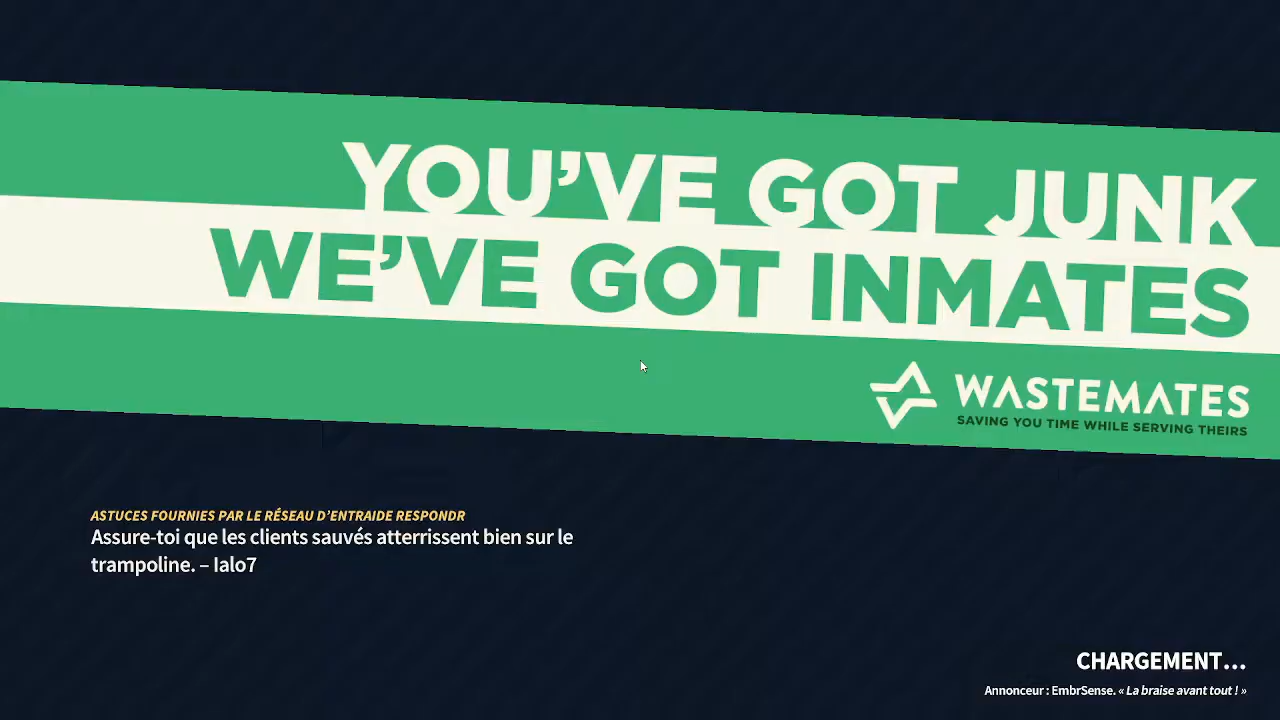 YOU’VE GOT JUNK
WE’VE GOT INMATES
WASTEMATES
SAVING YOU TIME WHILE SERVING THEIRS
ASTUCES FOURNIES PAR LE RÉSEAU D’ENTRAIDE RESPONDR
Assure-toi que les clients sauvés atterrissent bien sur le
trampoline. – Ialo7
CHARGEMENT…
Annonceur : EmbrSense. « La braise avant tout ! »